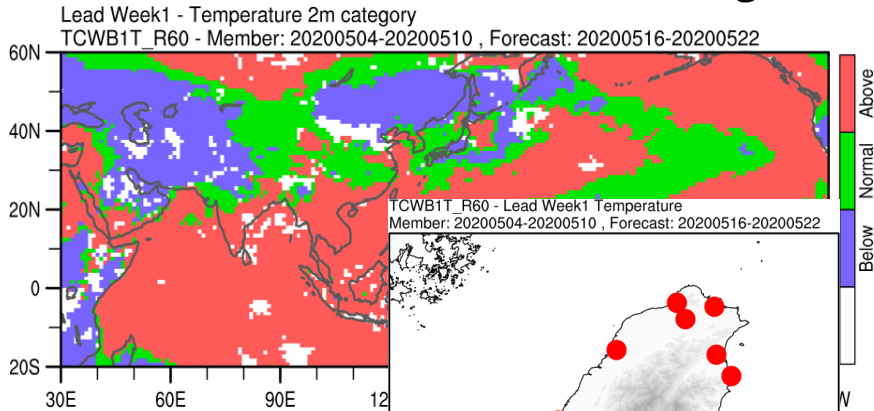 Lead Week1 - Temperature 2m category
TCWB1T_R60 - Member: 20200504-20200510 , Forecast: 20200516-20200522
60N
40N
20N
0
20S
30E
60E
90E
12
Above
Normal
Below
TCWB1T_R60 - Lead Week1 Temperature
Member: 20200504-20200510 , Forecast: 20200516-20200522